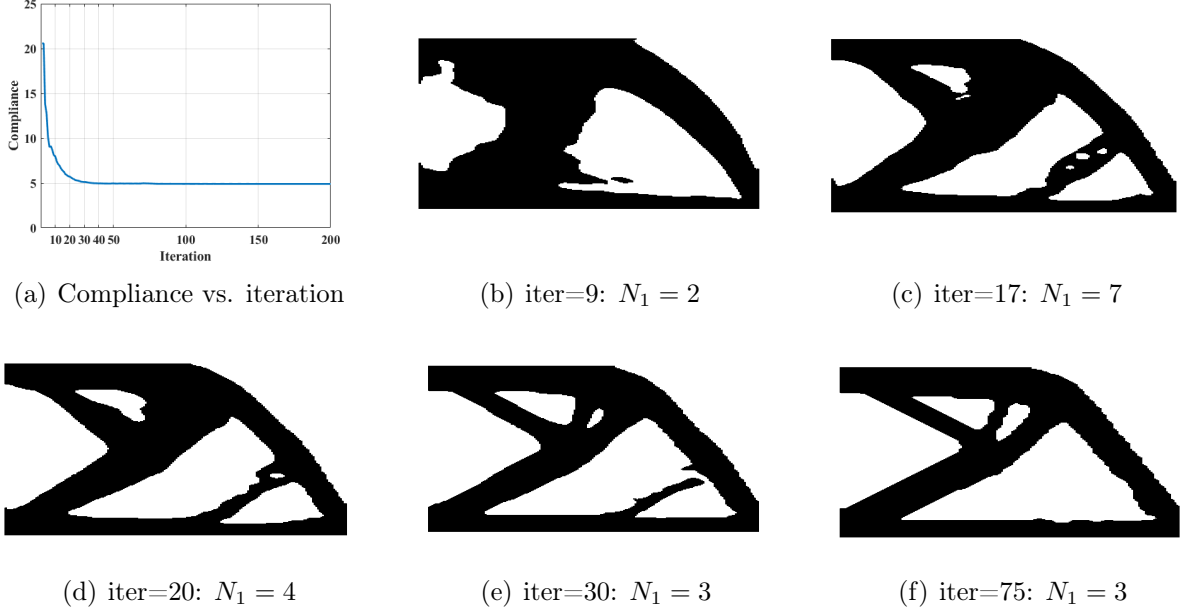 25
20
15
10
5
0
Compliance
10 20 30 40 50 100 150 200
Iteration
(a) Compliance vs. iteration
(b) iter=9: N₁ = 2
(c) iter=17: N₁ = 7
(d) iter=20: N₁ = 4
(e) iter=30: N₁ = 3
(f) iter=75: N₁ = 3